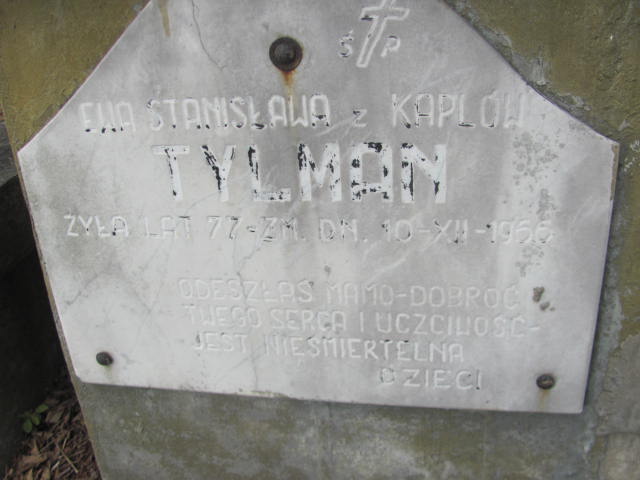 Ś P
EWA STANISŁAWA z KAPLÓW
TYLMAN
ŻYŁA LAT 77-ZM. DN. 10-XII-1966
ODESZŁAŚ MAMO-DOBROĆ
TWEGO SERCA I UCZCIWOŚĆ-
JEST NIEŚMIERTELNA
DZIECI